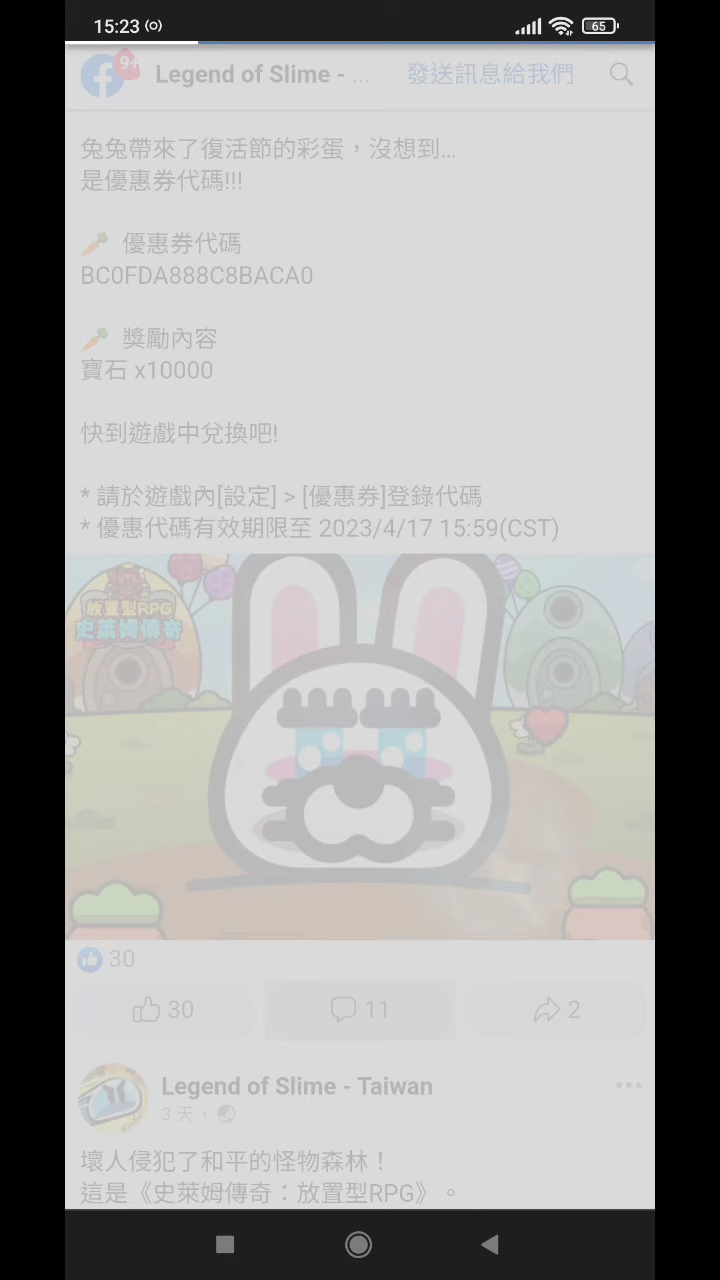 15:23
65
9+
Legend of Slime - ...
發送訊息給我們
兔兔帶來了復活節的彩蛋，沒想到...
是優惠券代碼!!!
🥕 優惠券代碼
BC0FDA888C8BACA0
🥕 獎勵內容
寶石 x10000
快到遊戲中兌換吧!
* 請於遊戲內[設定] > [優惠券]登錄代碼
* 優惠代碼有效期限至 2023/4/17 15:59(CST)
放置型RPG
史萊姆傳奇
30
30
11
2
Legend of Slime - Taiwan
3 天 ·
壞人侵犯了和平的怪物森林！
這是《史萊姆傳奇：放置型RPG》。